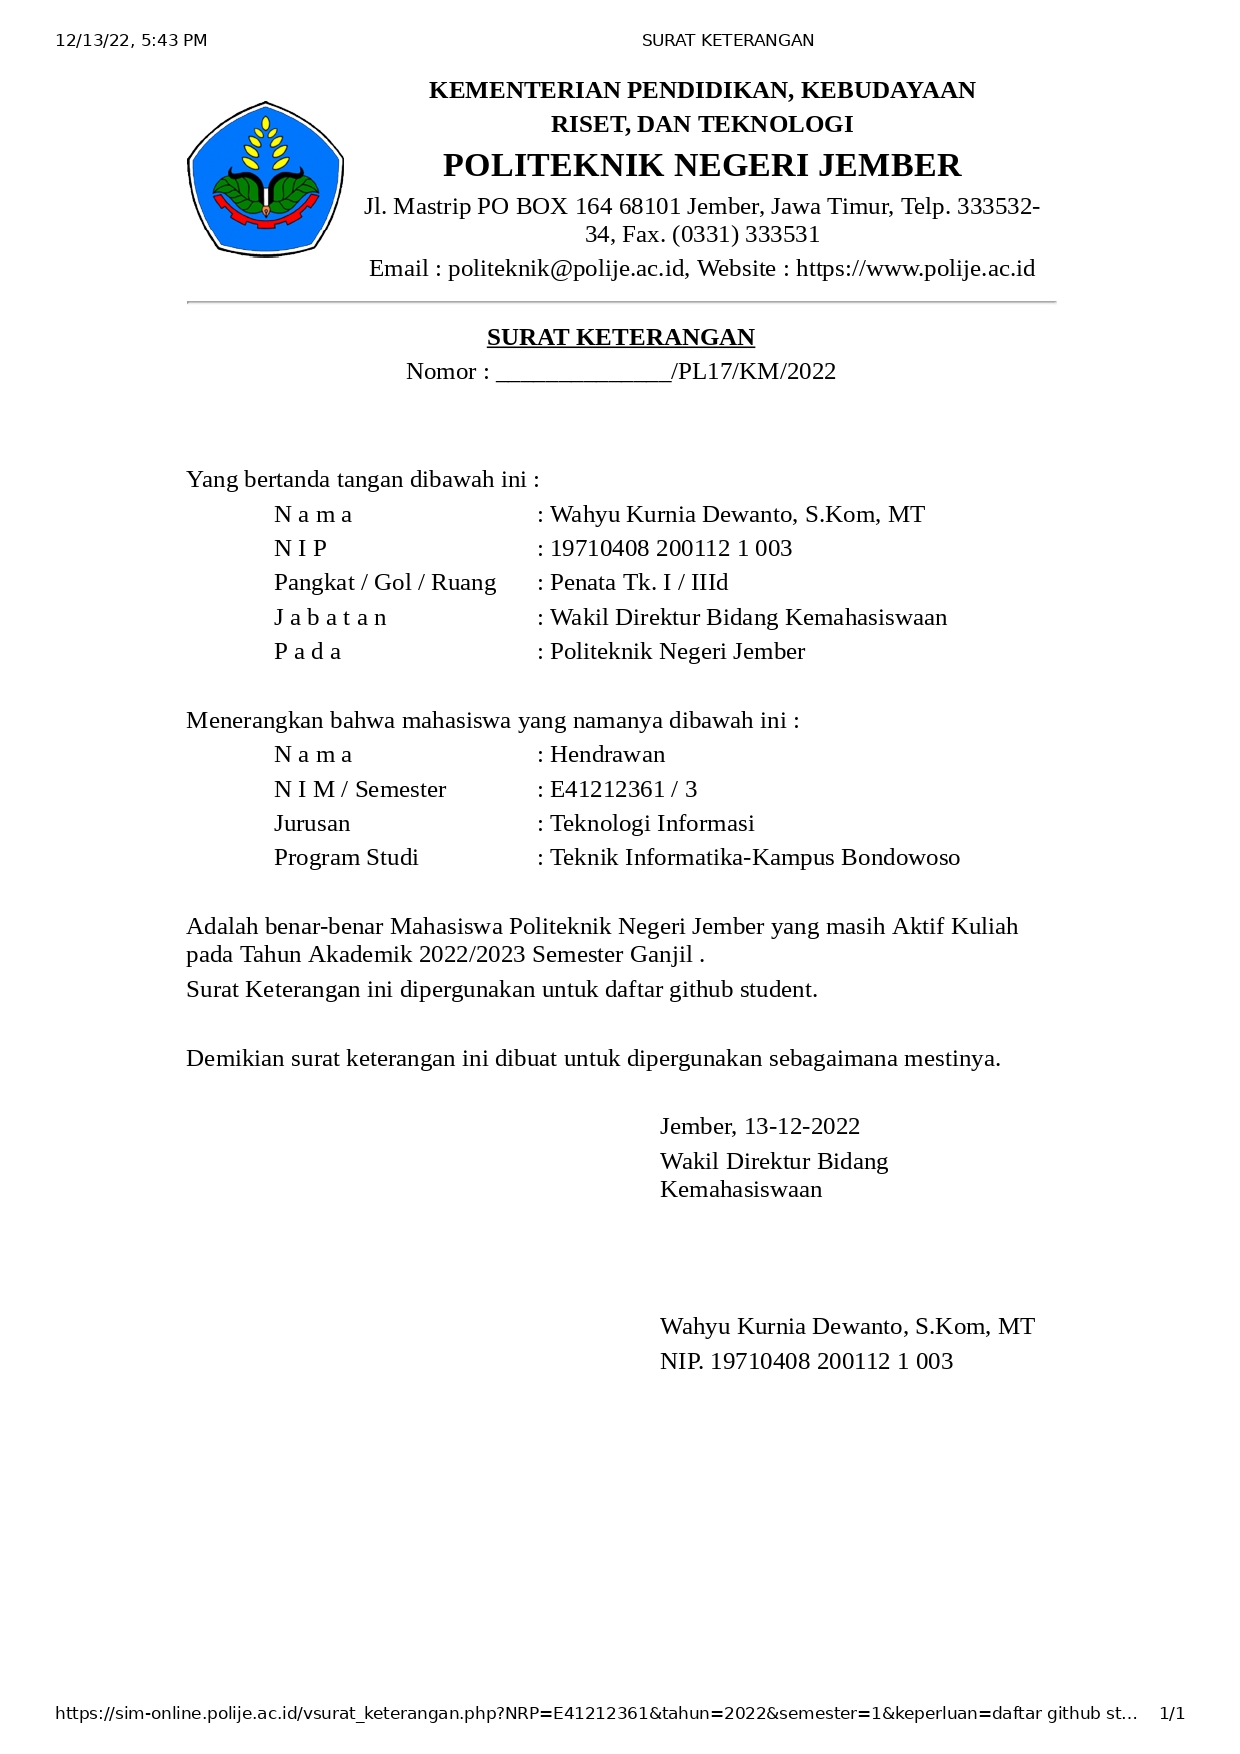 12/13/22, 5:43 PM SURAT KETERANGAN
KEMENTERIAN PENDIDIKAN, KEBUDAYAAN
RISET, DAN TEKNOLOGI
POLITEKNIK NEGERI JEMBER
Jl. Mastrip PO BOX 164 68101 Jember, Jawa Timur, Telp. 333532-
34, Fax. (0331) 333531
Email : politeknik@polije.ac.id, Website : https://www.polije.ac.id
SURAT KETERANGAN
Nomor : ______________/PL17/KM/2022
Yang bertanda tangan dibawah ini :
N a m a : Wahyu Kurnia Dewanto, S.Kom, MT
N I P : 19710408 200112 1 003
Pangkat / Gol / Ruang : Penata Tk. I / IIId
J a b a t a n : Wakil Direktur Bidang Kemahasiswaan
P a d a : Politeknik Negeri Jember
Menerangkan bahwa mahasiswa yang namanya dibawah ini :
N a m a : Hendrawan
N I M / Semester : E41212361 / 3
Jurusan : Teknologi Informasi
Program Studi : Teknik Informatika-Kampus Bondowoso
Adalah benar-benar Mahasiswa Politeknik Negeri Jember yang masih Aktif Kuliah
pada Tahun Akademik 2022/2023 Semester Ganjil .
Surat Keterangan ini dipergunakan untuk daftar github student.
Demikian surat keterangan ini dibuat untuk dipergunakan sebagaimana mestinya.
Jember, 13-12-2022
Wakil Direktur Bidang
Kemahasiswaan
Wahyu Kurnia Dewanto, S.Kom, MT
NIP. 19710408 200112 1 003
https://sim-online.polije.ac.id/vsurat_keterangan.php?NRP=E41212361&tahun=2022&semester=1&keperluan=daftar github st… 1/1